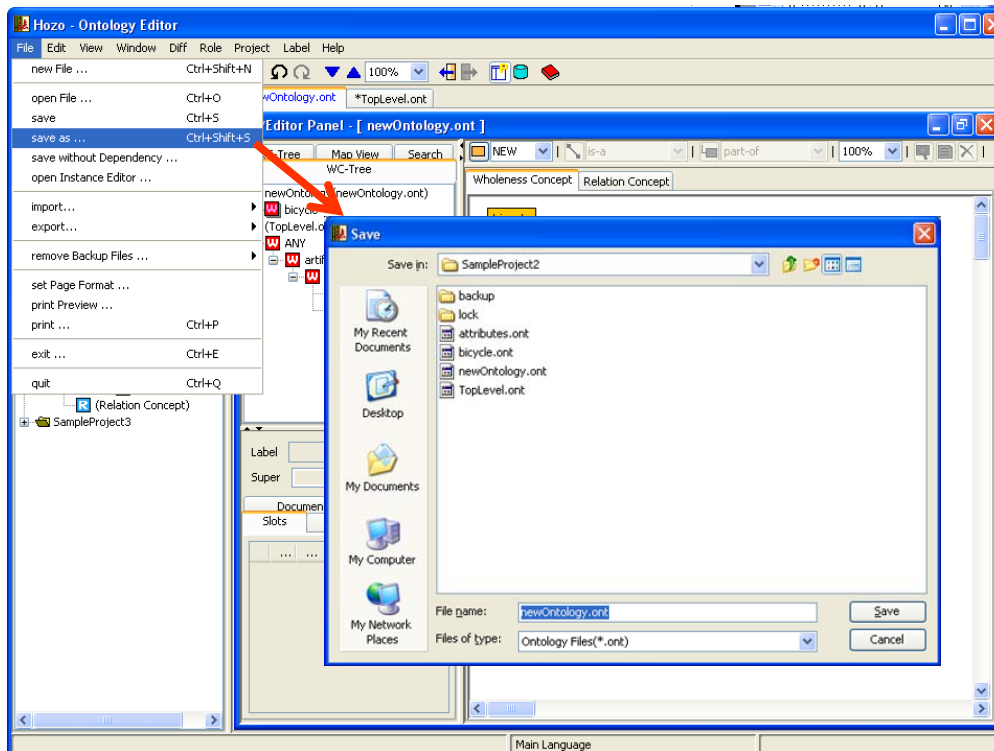 Hozo - Ontology Editor
File Edit View Window Diff Role Project Label Help
new File ... Ctrl+Shift+N
open File ... Ctrl+O
save Ctrl+S
save as ... Ctrl+Shift+S
save without Dependency ...
open Instance Editor ...
import...
export...
remove Backup Files ...
set Page Format ...
print Preview ...
print ... Ctrl+P
exit ... Ctrl+E
quit Ctrl+Q
(Relation Concept)
SampleProject3
100%
*TopLevel.ont
Editor Panel - [ newOntology.ont ]
Map View Search
WC-Tree
newOntology.ont)
ANY
NEW is-a part-of 100%
Wholeness Concept Relation Concept
Label
Super
Slots
... ...
Save
Save in: SampleProject2
My Recent Documents
Desktop
My Documents
My Computer
My Network Places
backup
lock
attributes.ont
bicycle.ont
newOntology.ont
TopLevel.ont
File name: newOntology.ont Save
Files of type: Ontology Files(*.ont) Cancel
Main Language